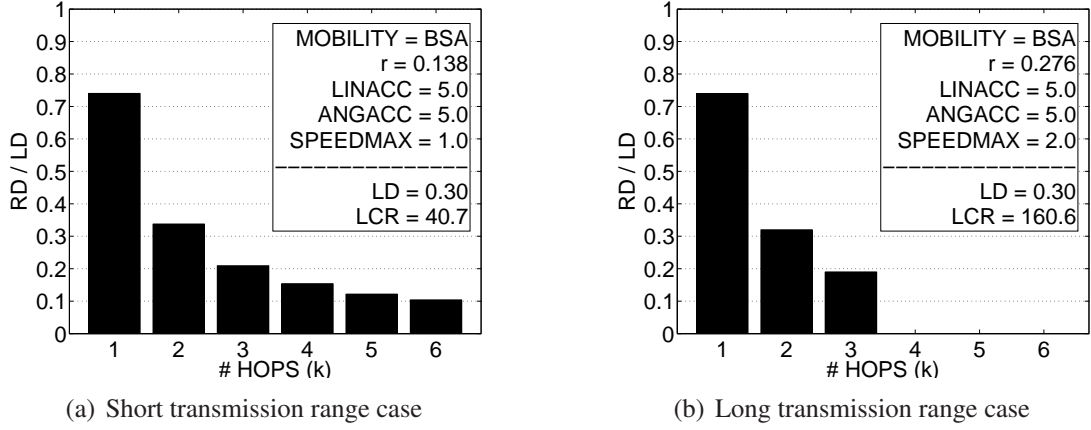 1
0.9
0.8
0.7
0.6
0.5
0.4
0.3
0.2
0.1
0
RD / LD
MOBILITY = BSA
r = 0.138
LINACC = 5.0
ANGACC = 5.0
SPEEDMAX = 1.0
------------------
LD = 0.30
LCR = 40.7
1 2 3 4 5 6
# HOPS (k)
(a) Short transmission range case
1
0.9
0.8
0.7
0.6
0.5
0.4
0.3
0.2
0.1
0
RD / LD
MOBILITY = BSA
r = 0.276
LINACC = 5.0
ANGACC = 5.0
SPEEDMAX = 2.0
------------------
LD = 0.30
LCR = 160.6
1 2 3 4 5 6
# HOPS (k)
(b) Long transmission range case